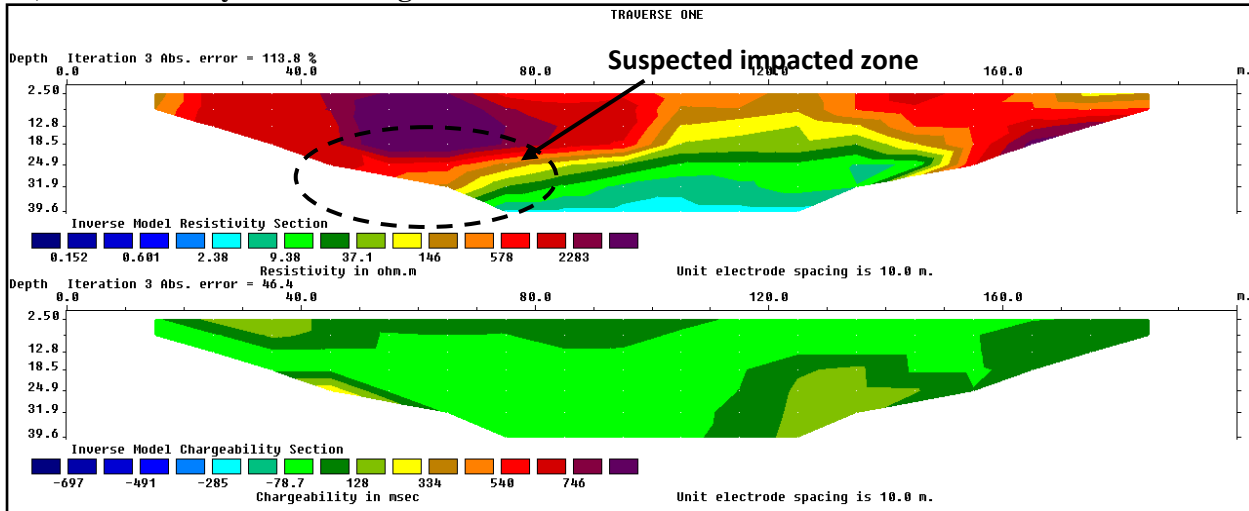 TRAVERSE ONE
Depth Iteration 3 Abs. error = 113.8 %
Suspected impacted zone
0.0 40.0 80.0 120.0 160.0 m.
2.50
12.8
18.5
24.9
31.9
39.6
Inverse Model Resistivity Section
0.152 0.601 2.38 9.38 37.1 146 578 2283
Resistivity in ohm.m Unit electrode spacing is 10.0 m.
Depth Iteration 3 Abs. error = 46.4
0.0 40.0 80.0 120.0 160.0 m.
2.50
12.8
18.5
24.9
31.9
39.6
Inverse Model Chargeability Section
-697 -491 -285 -78.7 128 334 540 746
Chargeability in msec Unit electrode spacing is 10.0 m.